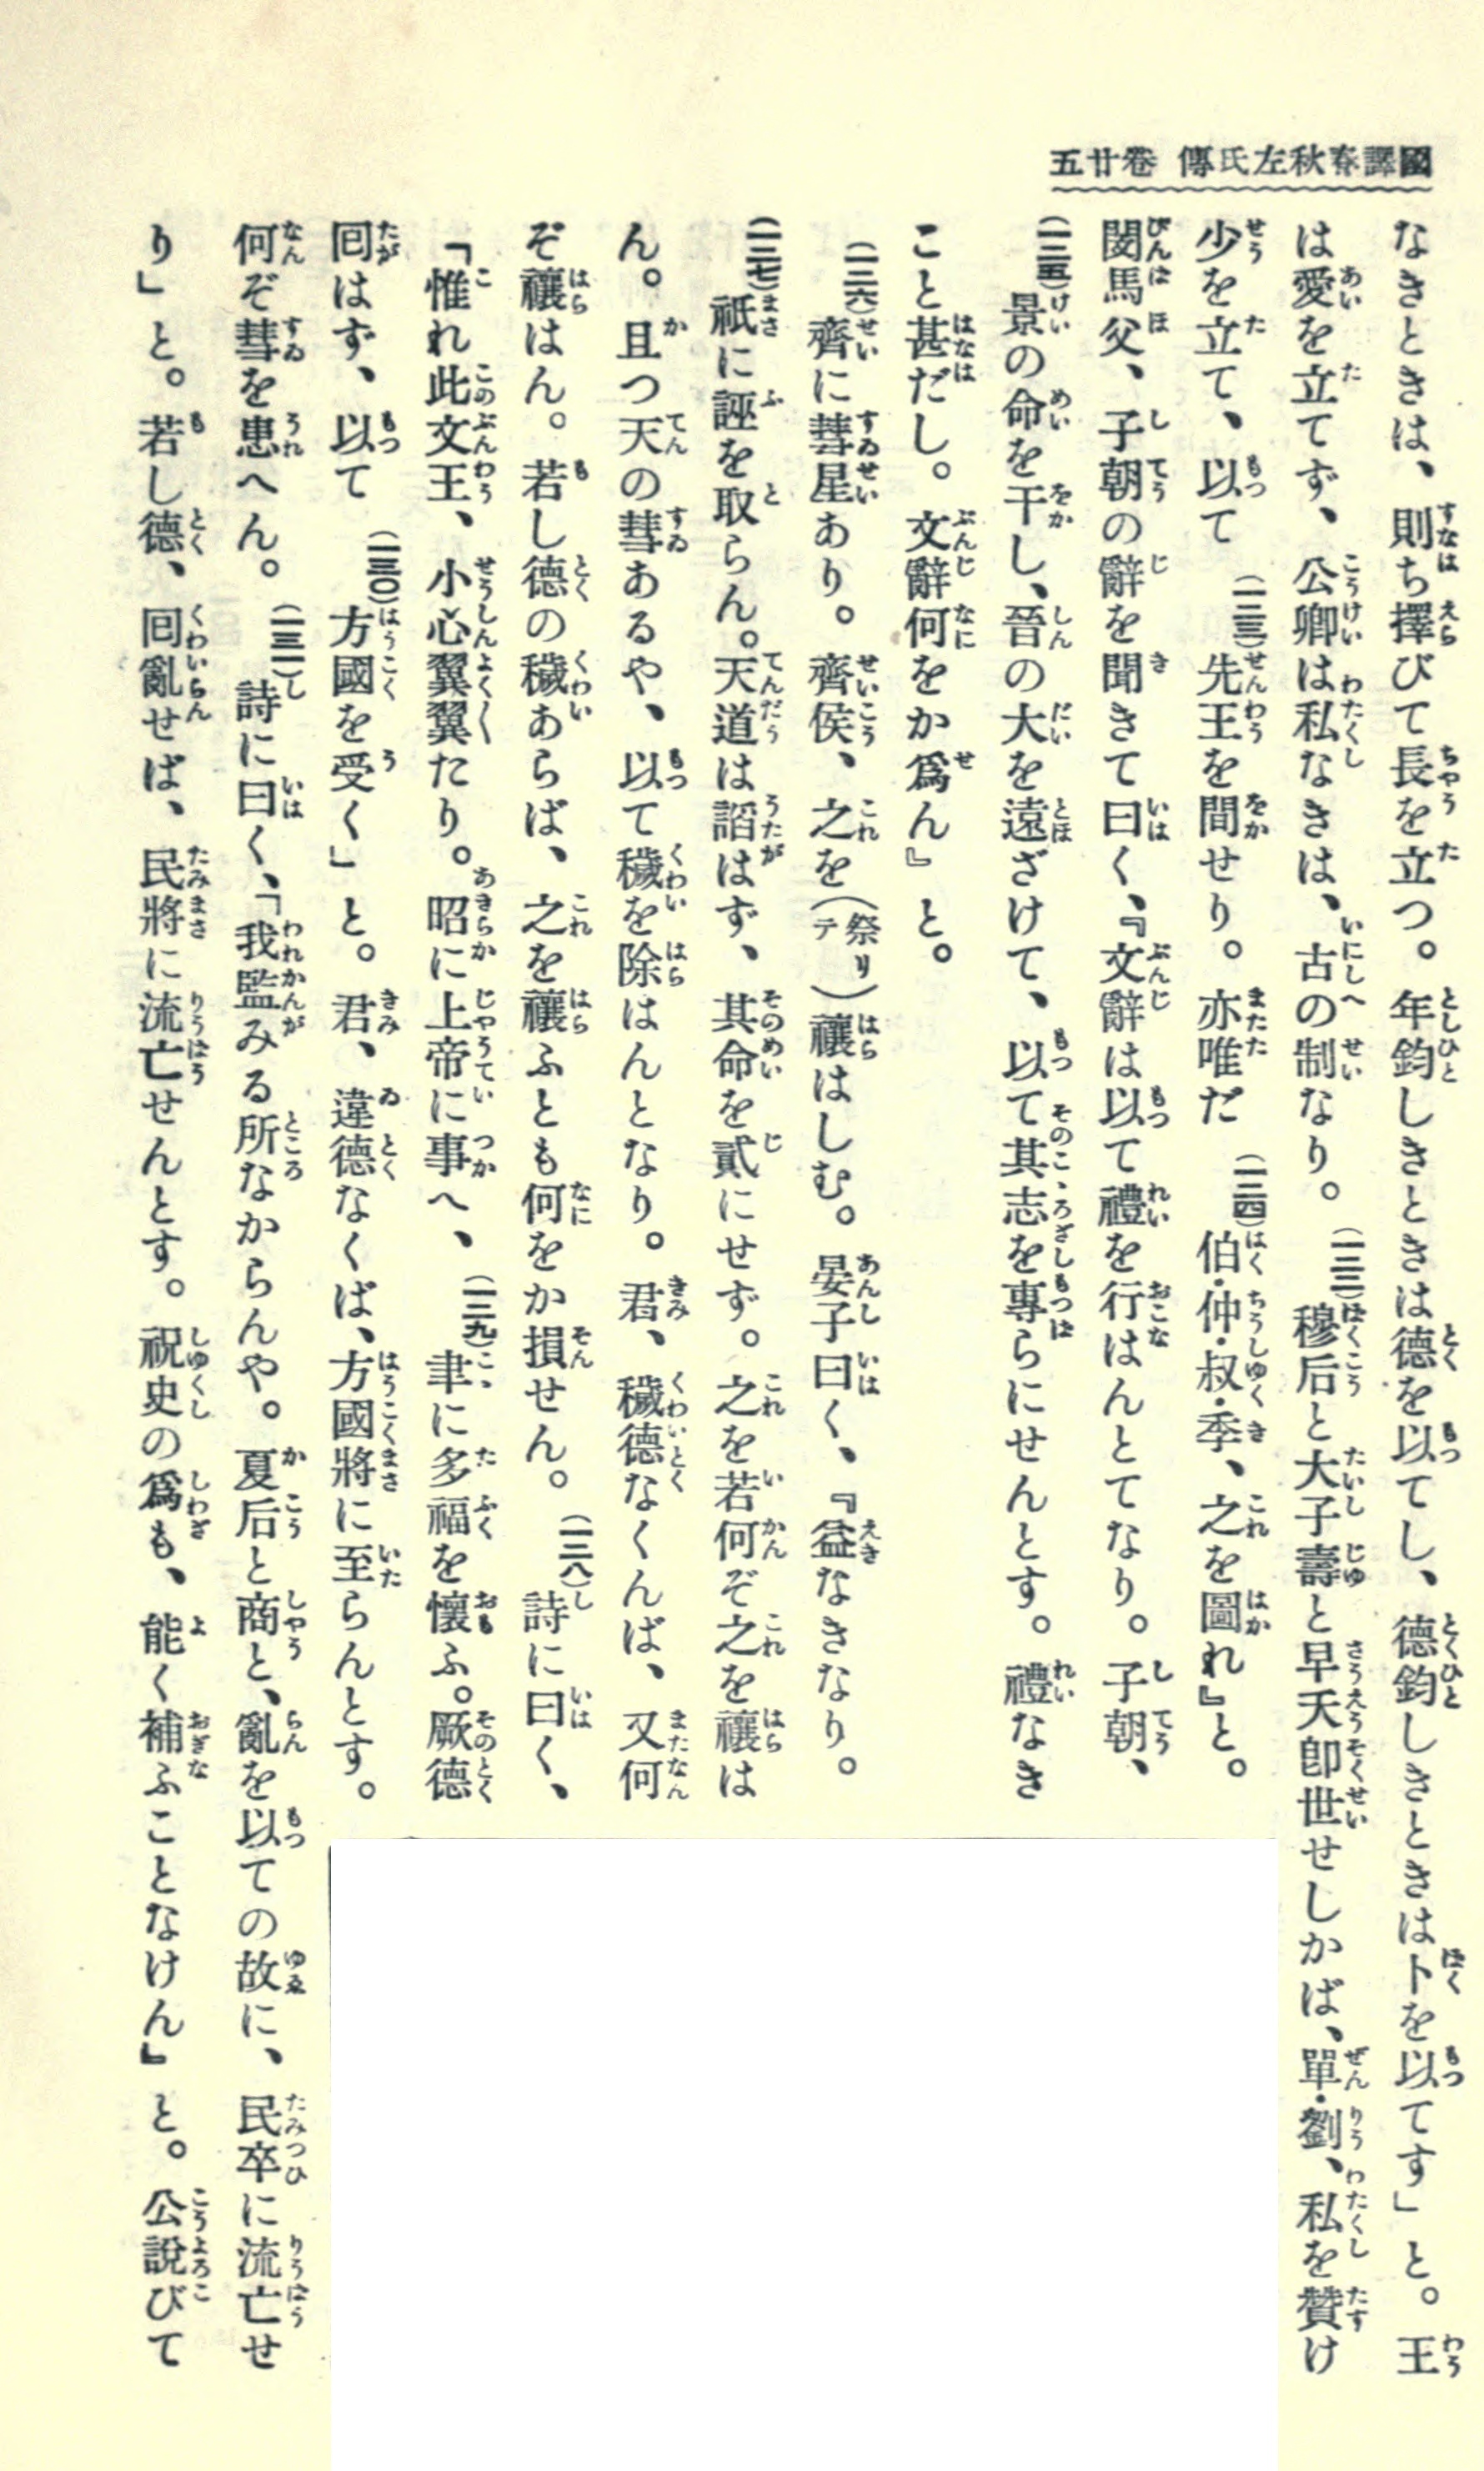 國譯春秋左氏傳 卷廿五
なきときは、則ち擇びて長を立つ。年鈞しきときは德を以てし、德鈞しきときは卜を以てす」と。王
は愛を立てず、公卿は私なきは、古の制なり。(一三二)穆后と大子壽と早夭卽世せしかば、單・劉、私を贊け
少を立て、以て(一三三)先王を間せり。亦唯だ(一三四)伯・仲・叔・季、之を圖れ』と。
閔馬父、子朝の辭を聞きて曰く、『文辭は以て禮を行はんとてなり。子朝、
(一三五)景の命を干し、晉の大を遠ざけて、以て其志を專らにせんとす。禮なき
こと甚だし。文辭何をか爲ん』と。
(一三六)齊に彗星あり。齊侯、之を(祭リテ)禳はしむ。晏子曰く、『益なきなり。
(一三七)祇に誣を取らん。天道は謟はず、其命を貳にせず。之を若何ぞ之を禳は
ん。且つ天の彗あるや、以て穢を除はんとなり。君、穢德なくんば、又何
ぞ禳はん。若し德の穢あらば、之を禳ふとも何をか損せん。(一三八)詩に曰く、
「惟れ此文王、小心翼翼たり。昭に上帝に事へ、(一三九)聿に多福を懷ふ。厥德
囘はず、以て(一三〇)方國を受く」と。君、違德なくば、方國將に至らんとす。
何ぞ彗を患へん。(一三一)詩に曰く、「我監みる所なからんや。夏后と商と、亂を以ての故に、民卒に流亡せ
り」と。若し德、囘亂せば、民將に流亡せんとす。祝史の爲も、能く補ふことなけん』と。公說びて